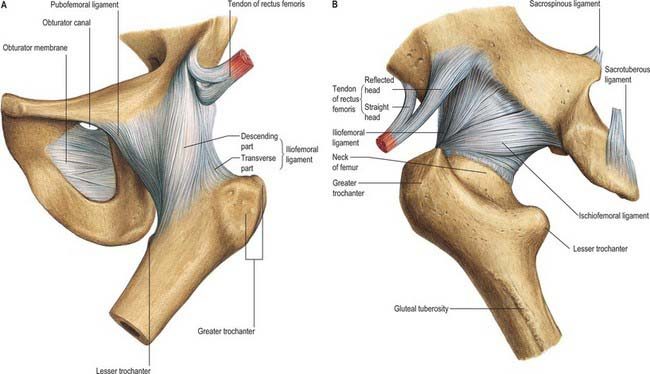 A
Pubofemoral ligament
Tendon of rectus femoris
Obturator canal
Obturator membrane
Descending part
Transverse
part
Iliofemoral
ligament
Greater trochanter
Lesser trochanter
B
Sacrospinous ligament
Sacrotuberous
ligament
Reflected
head
Tendon
of rectus
femoris
Straight
head
Iliofemoral
ligament
Neck
of femur
Greater
trochanter
Ischiofemoral ligament
Lesser trochanter
Gluteal tuberosity